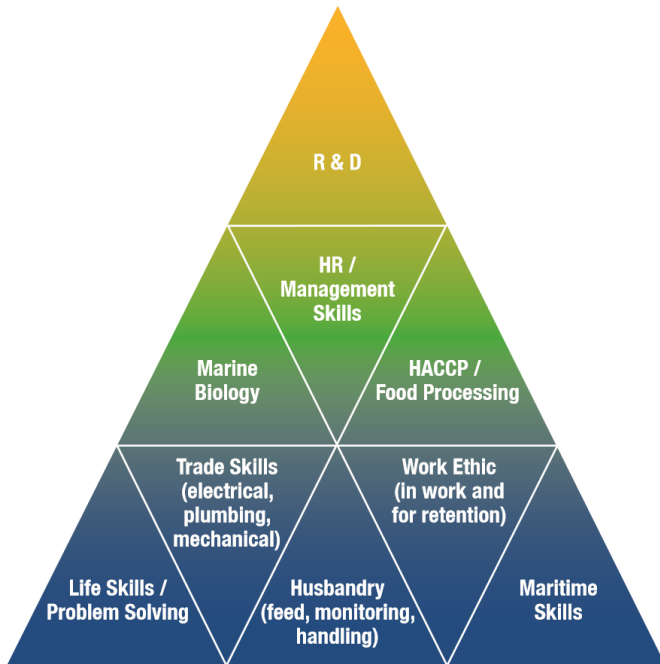 R & D
HR /
Management
Skills
Marine
Biology
HACCP /
Food Processing
Trade Skills
(electrical,
plumbing,
mechanical)
Work Ethic
(in work and
for retention)
Life Skills /
Problem Solving
Husbandry
(feed, monitoring,
handling)
Maritime
Skills